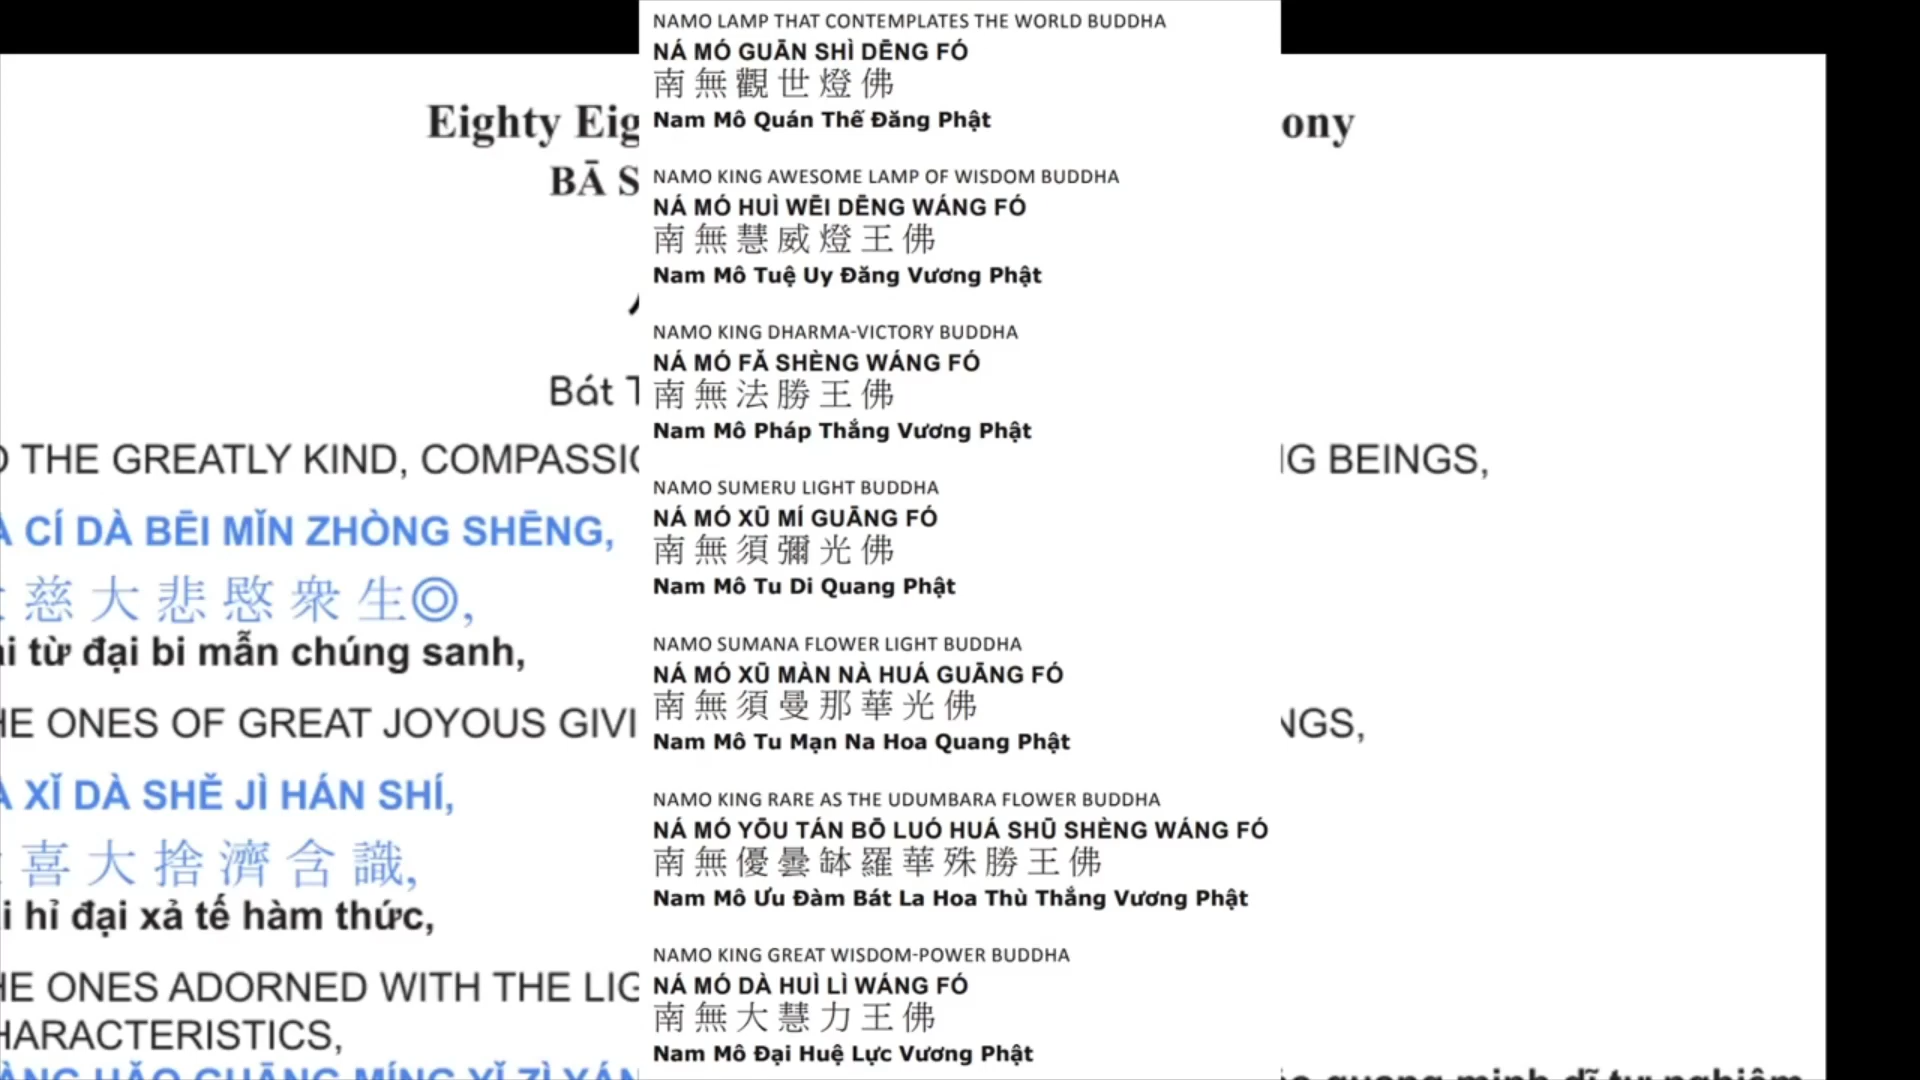 Eighty Eig
ony
BĀ S
Bát T
THE GREATLY KIND, COMPASSIO
G BEINGS,
CÍ DÀ BĒI MǏN ZHÒNG SHĒNG,
慈大悲愍衆生◎,
từ đại bi mẫn chúng sanh,
ONES OF GREAT JOYOUS GIVI
NGS,
XǏ DÀ SHĚ JÌ HÁN SHÍ,
喜大捨濟含識,
hỉ đại xả tế hàm thức,
ONES ADORNED WITH THE LIG
HARACTERISTICS,
NAMO LAMP THAT CONTEMPLATES THE WORLD BUDDHA
NÁ MÓ GUĀN SHÌ DĒNG FÓ
南無觀世燈佛
Nam Mô Quán Thế Đăng Phật
NAMO KING AWESOME LAMP OF WISDOM BUDDHA
NÁ MÓ HUÌ WĒI DĒNG WÁNG FÓ
南無慧威燈王佛
Nam Mô Tuệ Uy Đăng Vương Phật
NAMO KING DHARMA-VICTORY BUDDHA
NÁ MÓ FǍ SHÈNG WÁNG FÓ
南無法勝王佛
Nam Mô Pháp Thắng Vương Phật
NAMO SUMERU LIGHT BUDDHA
NÁ MÓ XŪ MÍ GUĀNG FÓ
南無須彌光佛
Nam Mô Tu Di Quang Phật
NAMO SUMANA FLOWER LIGHT BUDDHA
NÁ MÓ XŪ MÀN NÀ HUÁ GUĀNG FÓ
南無須曼那華光佛
Nam Mô Tu Mạn Na Hoa Quang Phật
NAMO KING RARE AS THE UDUMBARA FLOWER BUDDHA
NÁ MÓ YŌU TÁN BŌ LUÓ HUÁ SHŪ SHÈNG WÁNG FÓ
南無優曇缽羅華殊勝王佛
Nam Mô Ưu Đàm Bát La Hoa Thù Thắng Vương Phật
NAMO KING GREAT WISDOM-POWER BUDDHA
NÁ MÓ DÀ HUÌ LÌ WÁNG FÓ
南無大慧力王佛
Nam Mô Đại Huệ Lực Vương Phật